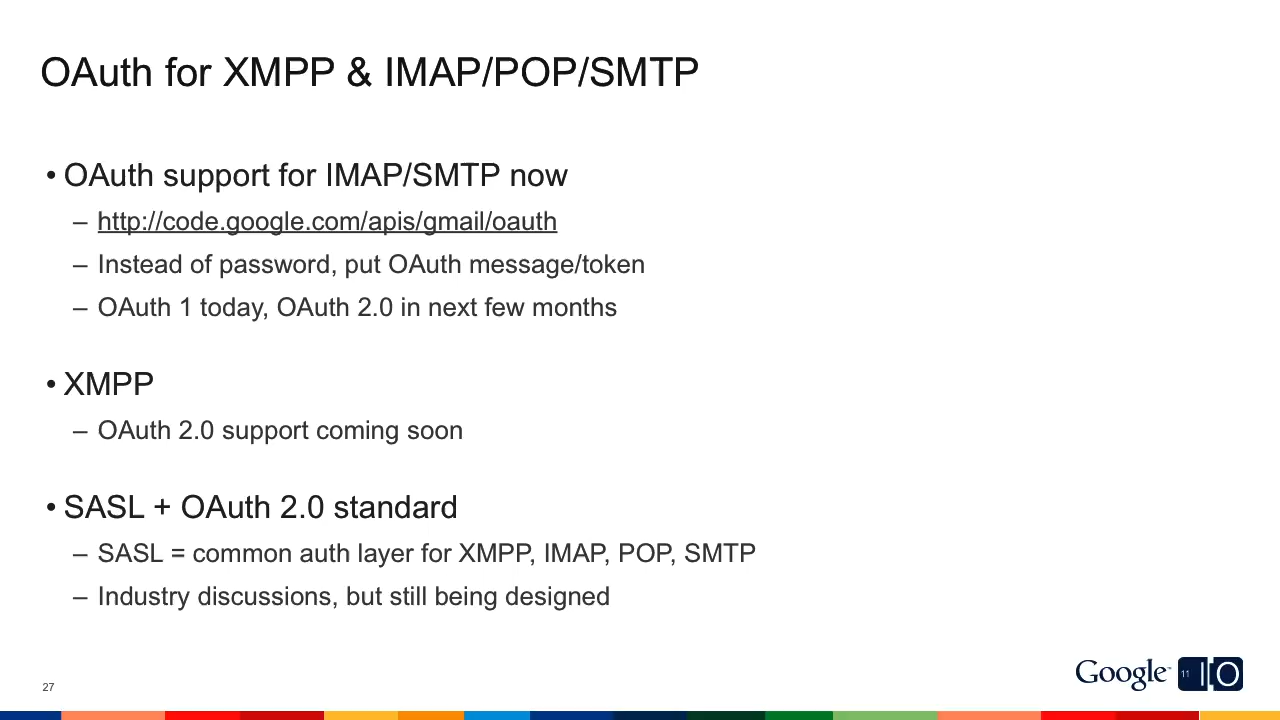 OAuth for XMPP & IMAP/POP/SMTP
• OAuth support for IMAP/SMTP now
– http://code.google.com/apis/gmail/oauth
– Instead of password, put OAuth message/token
– OAuth 1 today, OAuth 2.0 in next few months
• XMPP
– OAuth 2.0 support coming soon
• SASL + OAuth 2.0 standard
– SASL = common auth layer for XMPP, IMAP, POP, SMTP
– Industry discussions, but still being designed
27
Google™ 11 IO